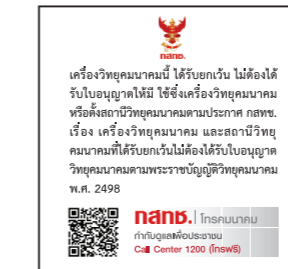 กสทช.
เครื่องวิทยุคมนาคมนี้ ได้รับยกเว้น ไม่ต้องได้
รับใบอนุญาตให้มี ใช้ซึ่งเครื่องวิทยุคมนาคม
หรือตั้งสถานีวิทยุคมนาคมตามประกาศ กสทช.
เรื่อง เครื่องวิทยุคมนาคม และสถานีวิทยุ
คมนาคมที่ได้รับยกเว้นไม่ต้องได้รับใบอนุญาต
วิทยุคมนาคมตามพระราชบัญญัติวิทยุคมนาคม
พ.ศ. 2498
กสทช. | โทรคมนาคม
กำกับดูแลเพื่อประชาชน
Call Center 1200 (โทรฟรี)